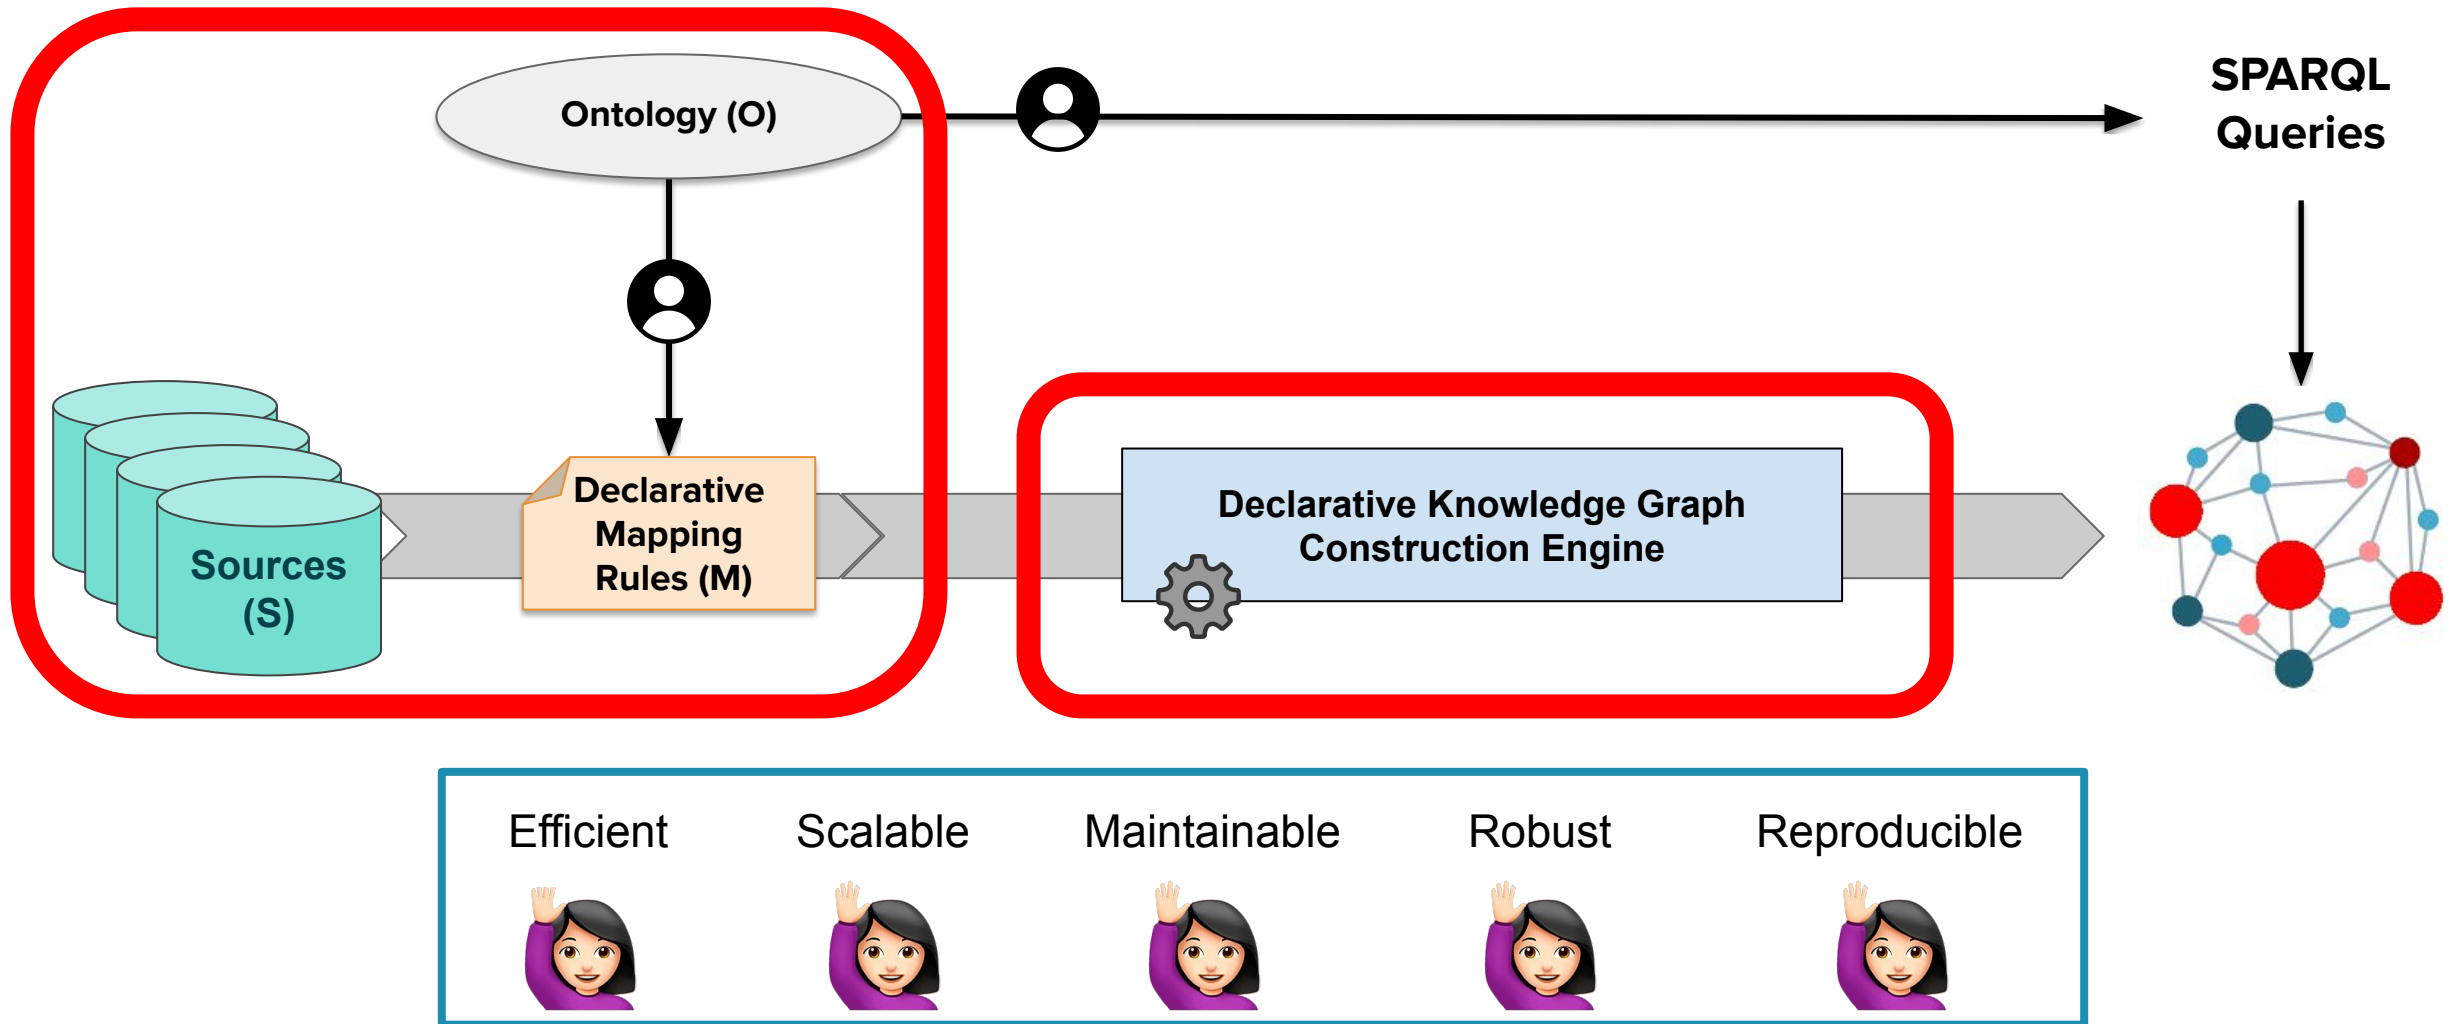 Ontology (O)
SPARQL
Queries
Sources
(S)
Declarative
Mapping
Rules (M)
Declarative Knowledge Graph
Construction Engine
Efficient
Scalable
Maintainable
Robust
Reproducible